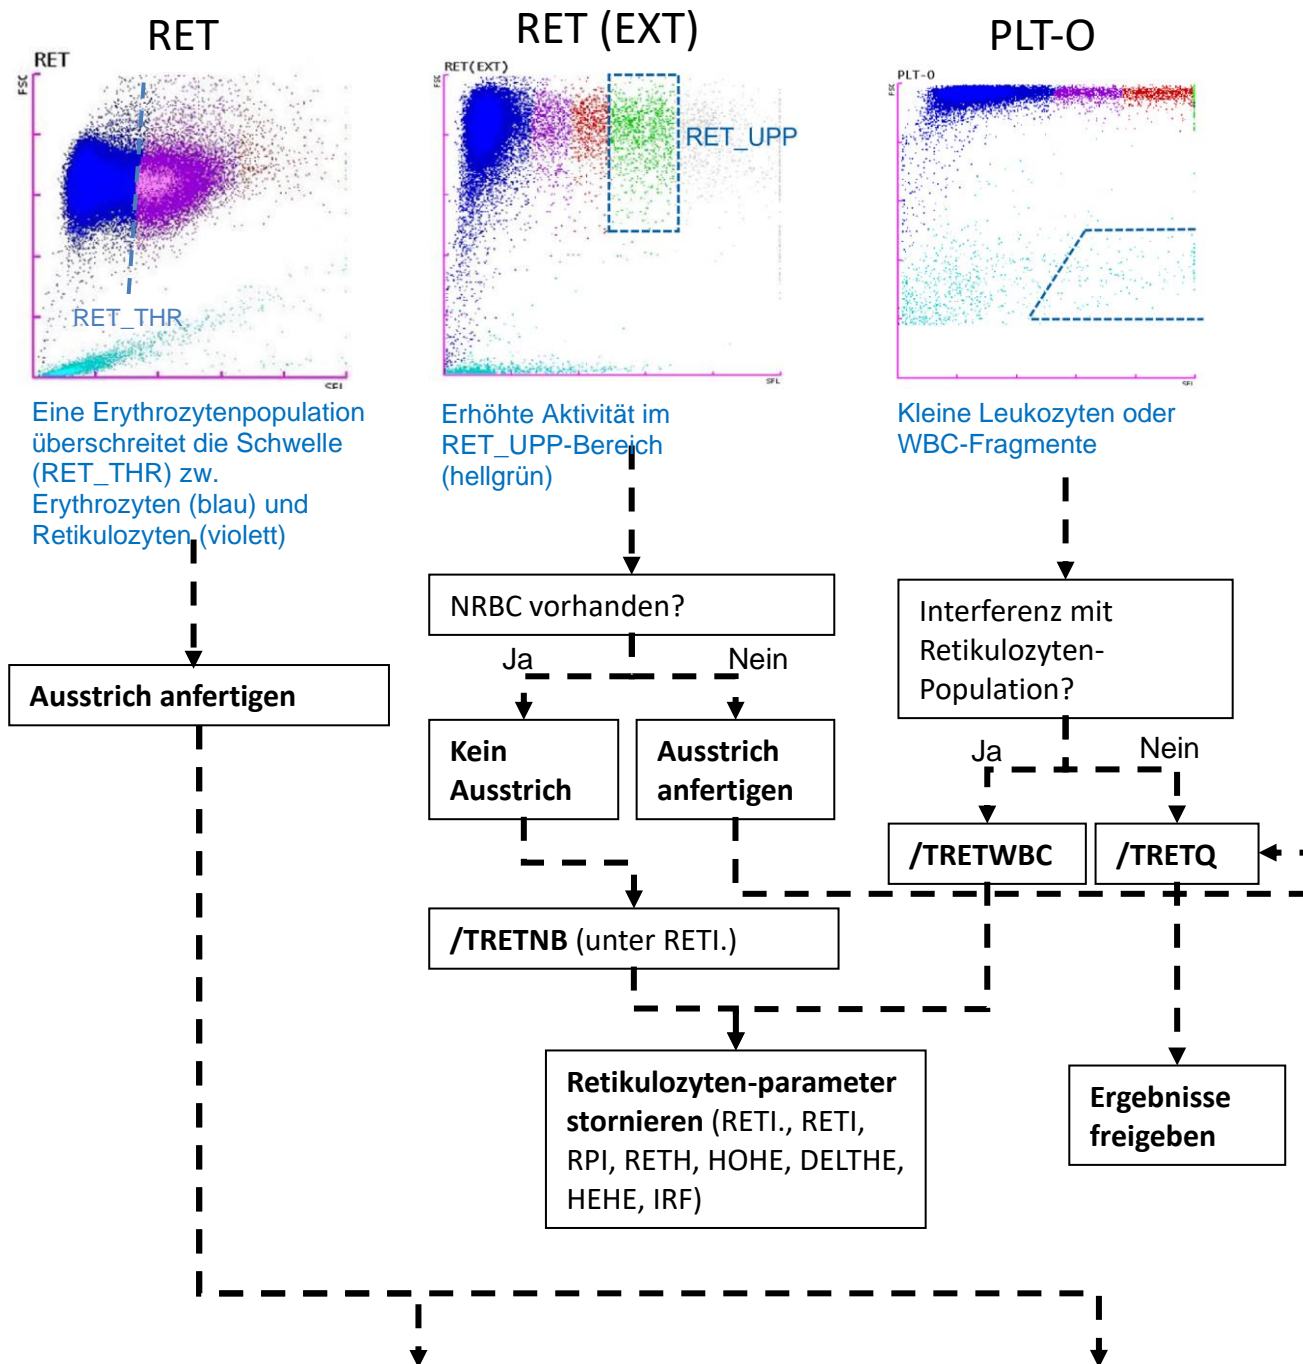 RET
RET (EXT)
PLT-O
RET
FSC
RET_THR
SFL
RET(EXT)
FSC
RET_UPP
SFL
PLT-O
FSC
SFL
Eine Erythrozytenpopulation
überschreitet die Schwelle
(RET_THR) zw.
Erythrozyten (blau) und
Retikulozyten (violett)
Erhöhte Aktivität im
RET_UPP-Bereich
(hellgrün)
Kleine Leukozyten oder
WBC-Fragmente
Ausstrich anfertigen
NRBC vorhanden?
Ja
Nein
Kein
Ausstrich
Ausstrich
anfertigen
Interferenz mit
Retikulozyten-
Population?
Ja
Nein
/TRETWBC
/TRETQ
/TRETNB (unter RETI.)
Retikulozyten-parameter
stornieren (RETI., RETI,
RPI, RETH, HOHE, DELTHE,
HEHE, IRF)
Ergebnisse
freigeben